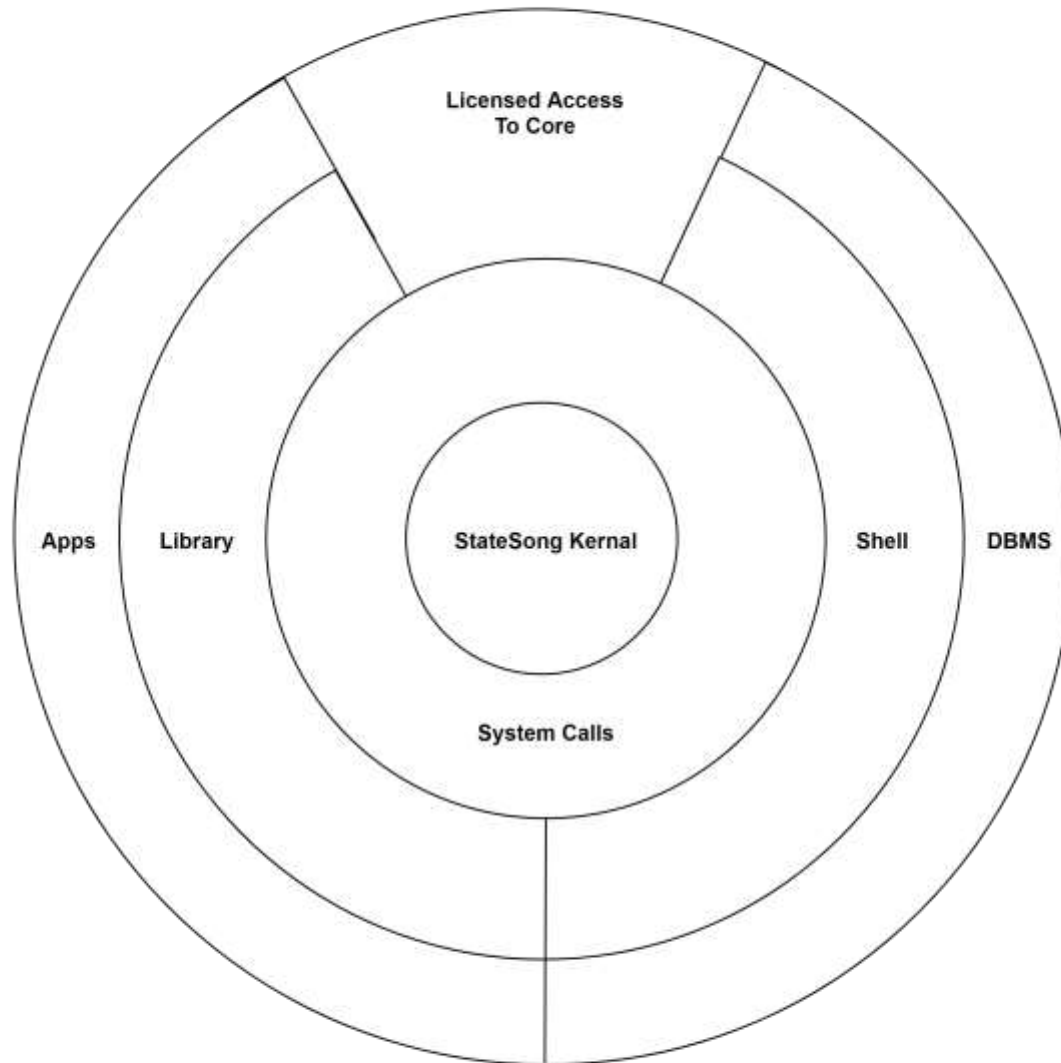 Licensed Access
To Core
Apps
Library
StateSong Kernal
Shell
DBMS
System Calls